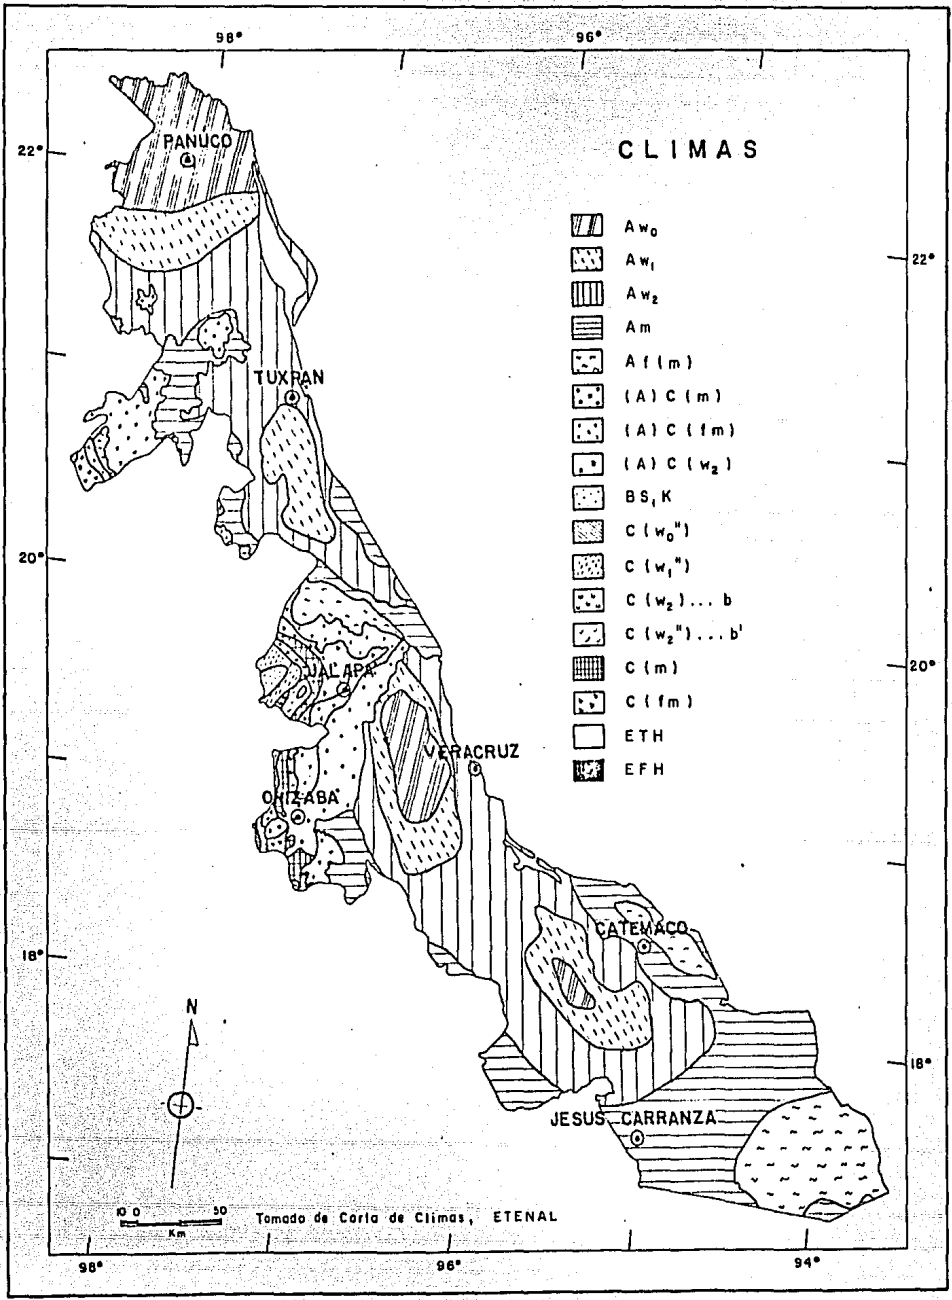 98° 96°
CLIMAS
22°
PANUCO
Aw₀
Aw₁
22°
Aw₂
Am
Af(m)
TUXPAN
(A)C(m)
(A)C(fm)
(A)C(w₂)
BS₁K
C(w₀")
20°
C(w₁")
C(w₂)...b
C(w₂")...b'
20°
JALAPA
C(m)
C(fm)
ETH
VERACRUZ
EFH
ORIZABA
CATEMACO
18°
N
18°
JESUS CARRANZA
10 0 50
Km
Tomado de Carta de Climas, ETENAL
98° 96° 94°